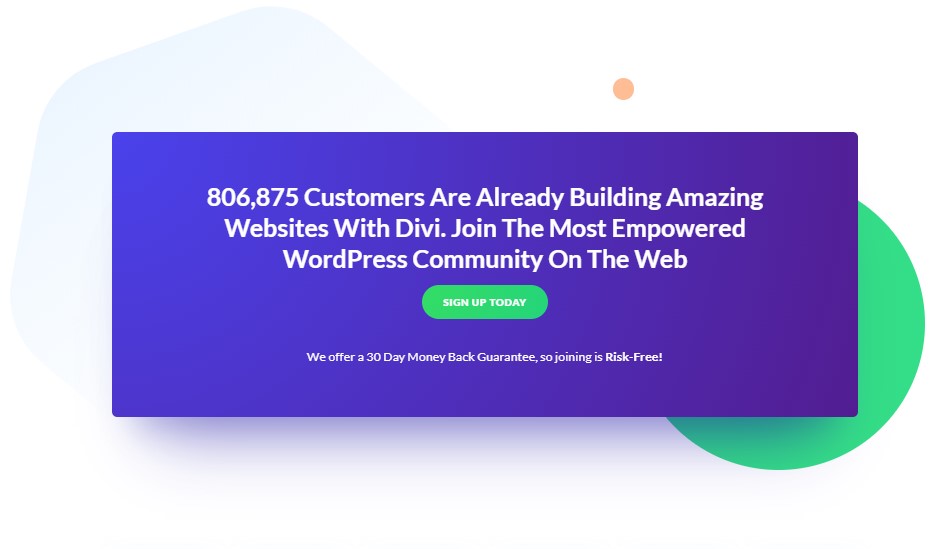 806,875 Customers Are Already Building Amazing
Websites With Divi. Join The Most Empowered
WordPress Community On The Web
SIGN UP TODAY
We offer a 30 Day Money Back Guarantee, so joining is Risk-Free!